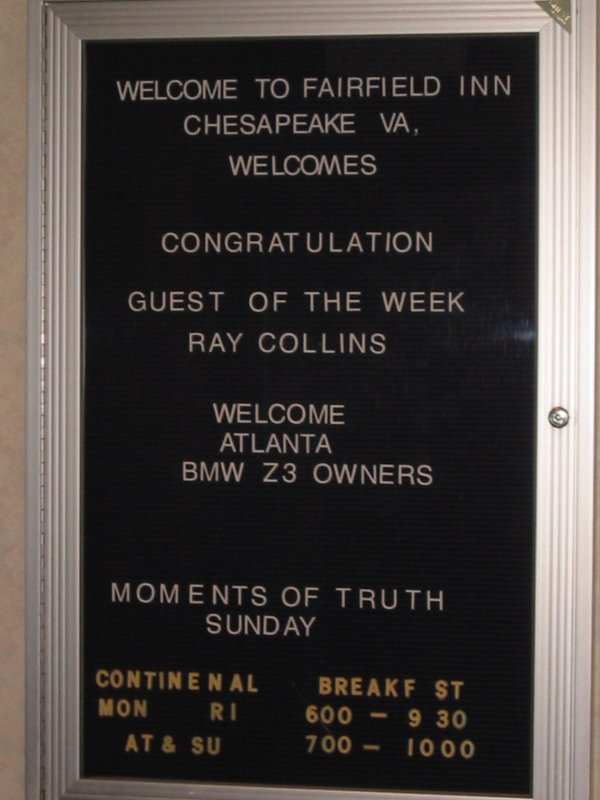 WELCOME TO FAIRFIELD INN
CHESAPEAKE VA,
WELCOMES
CONGRATULATION
GUEST OF THE WEEK
RAY COLLINS
WELCOME
ATLANTA
BMW Z3 OWNERS
MOMENTS OF TRUTH
SUNDAY
CONTINENAL BREAKF ST
MON RI 600 - 9 30
AT & SU 700 - 1000